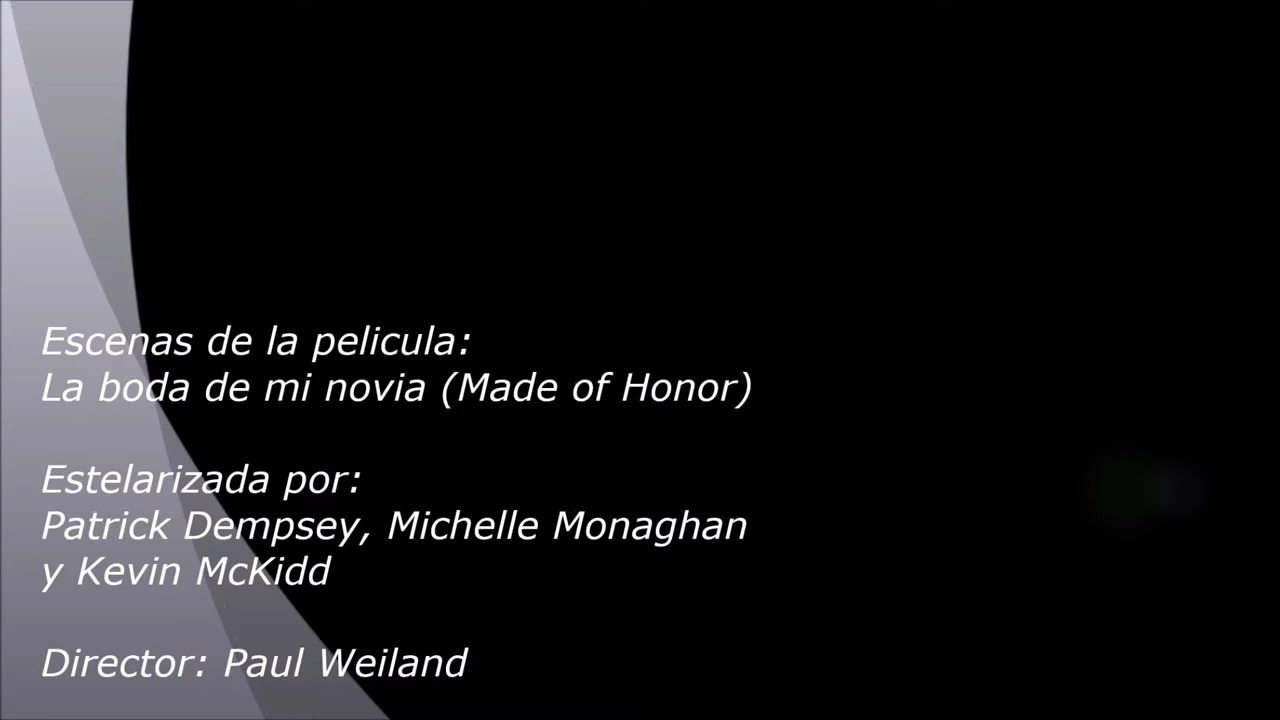 Escenas de la pelicula:
La boda de mi novia (Made of Honor)
Estelarizada por:
Patrick Dempsey, Michelle Monaghan
y Kevin McKidd
Director: Paul Weiland